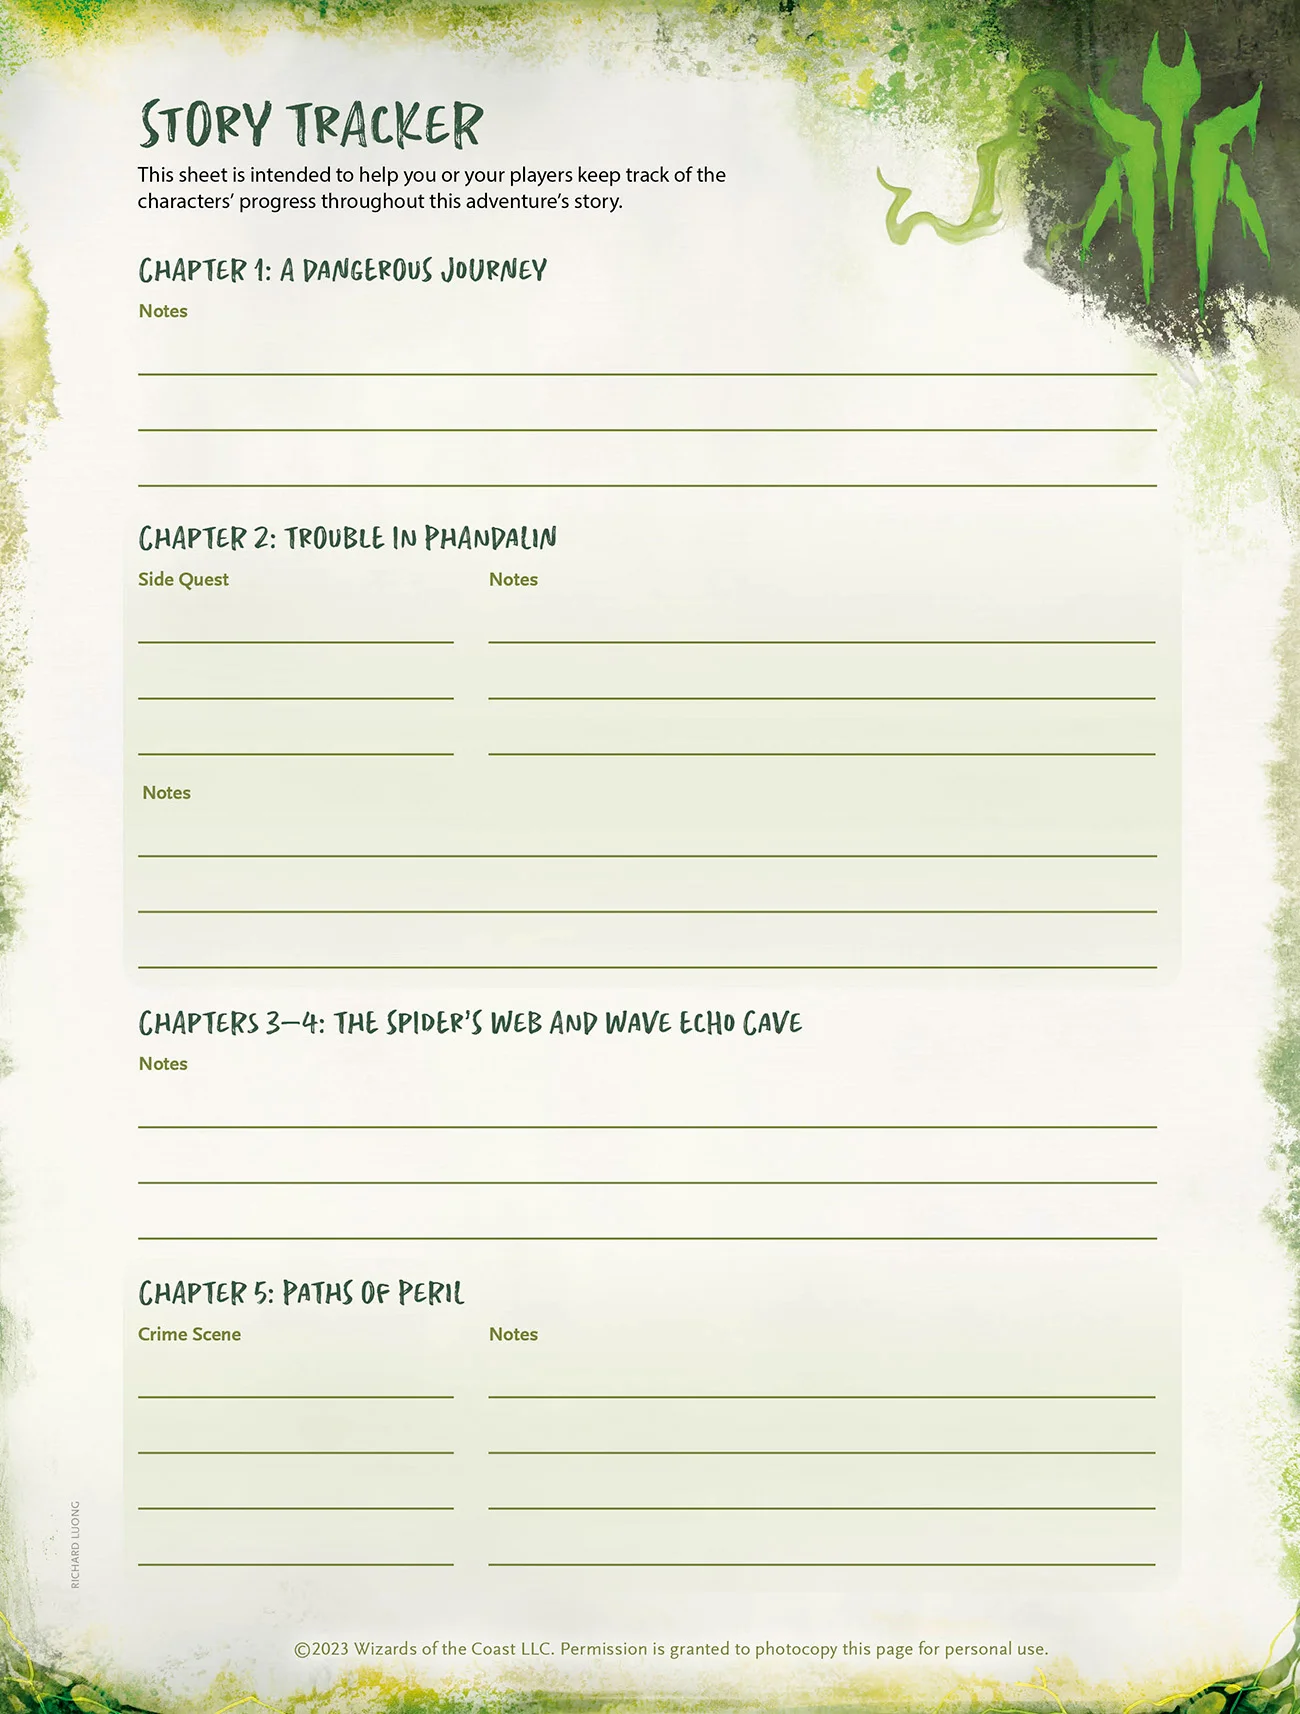 STORY TRACKER
This sheet is intended to help you or your players keep track of the
characters’ progress throughout this adventure’s story.
CHAPTER 1: A DANGEROUS JOURNEY
Notes
CHAPTER 2: TROUBLE IN PHANDALIN
Side Quest
Notes
Notes
CHAPTERS 3–4: THE SPIDER’S WEB AND WAVE ECHO CAVE
Notes
CHAPTER 5: PATHS OF PERIL
Crime Scene
Notes
RICHARD LUONG
©2023 Wizards of the Coast LLC. Permission is granted to photocopy this page for personal use.